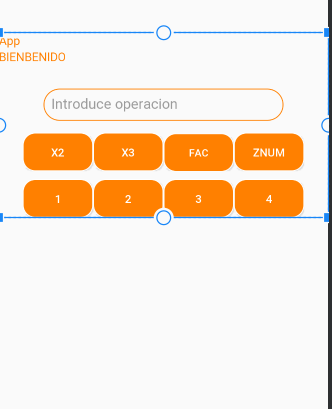 App
BIENBENIDO
Introduce operacion
X2 X3 FAC ZNUM
1 2 3 4